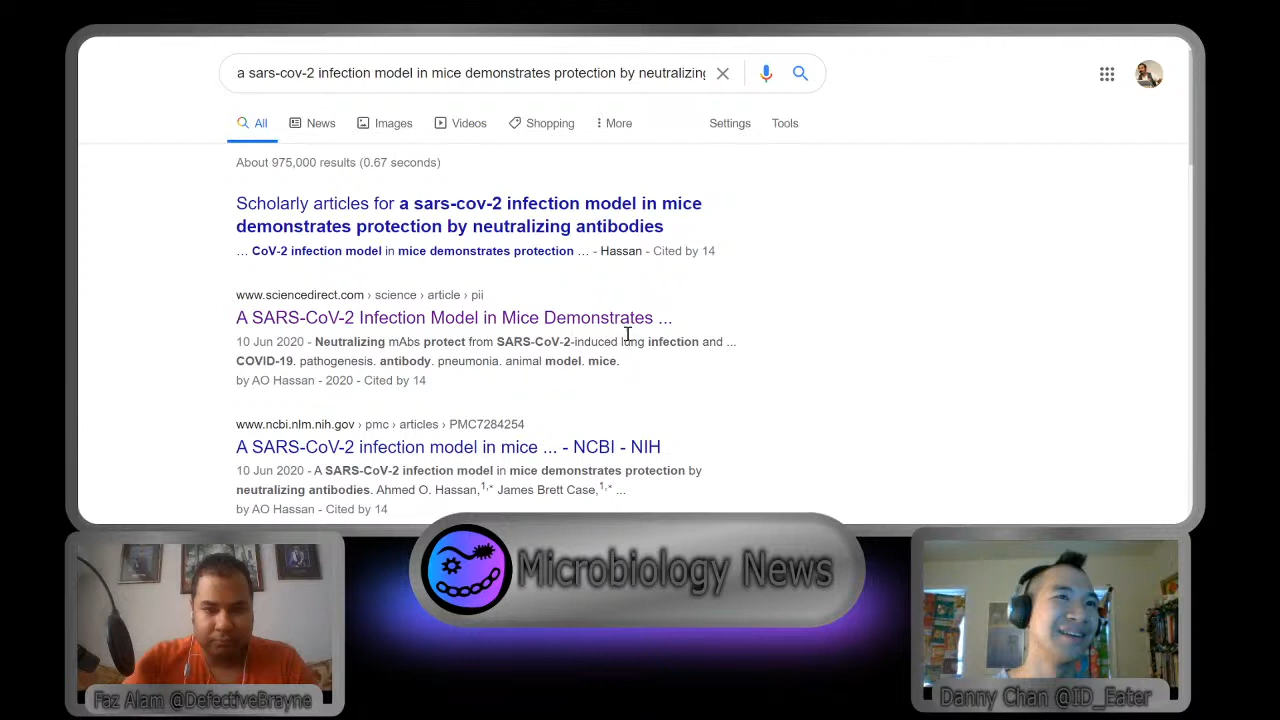 a sars-cov-2 infection model in mice demonstrates protection by neutralizing
All News Images Videos Shopping More Settings Tools
About 975,000 results (0.67 seconds)
Scholarly articles for a sars-cov-2 infection model in mice
demonstrates protection by neutralizing antibodies
... CoV-2 infection model in mice demonstrates protection ... - Hassan - Cited by 14
www.sciencedirect.com › science › article › pii
A SARS-CoV-2 Infection Model in Mice Demonstrates ...
10 Jun 2020 - Neutralizing mAbs protect from SARS-CoV-2-induced lung infection and ...
COVID-19. pathogenesis. antibody. pneumonia. animal model. mice.
by AO Hassan - 2020 - Cited by 14
www.ncbi.nlm.nih.gov › pmc › articles › PMC7284254
A SARS-CoV-2 infection model in mice ... - NCBI - NIH
10 Jun 2020 - A SARS-CoV-2 infection model in mice demonstrates protection by
neutralizing antibodies. Ahmed O. Hassan,1,* James Brett Case,1,* ...
by AO Hassan - Cited by 14
Microbiology News
Faz Alam @DefectiveBrayne
Danny Chan @ID_Eater